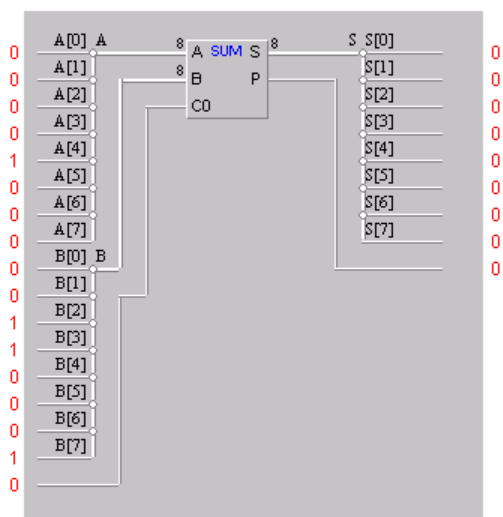 A[0] A 8 A SUM S 8 S S[0]
0 0
A[1] 8 B P S[1]
0 0
A[2] C0 S[2]
0 0
A[3] S[3]
0 0
A[4] S[4]
1 0
A[5] S[5]
0 0
A[6] S[6]
0 0
A[7] S[7]
0 0
B[0] B
0 0
B[1]
0
B[2]
1
B[3]
1
B[4]
0
B[5]
0
B[6]
0
B[7]
1
0